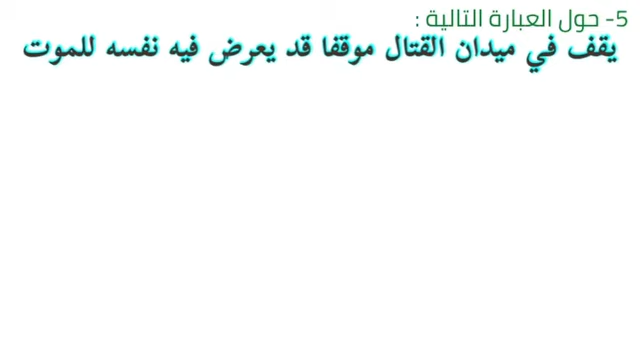 5- حول العبارة التالية :
يقف في ميدان القتال موقفا قد يعرض فيه نفسه للموت